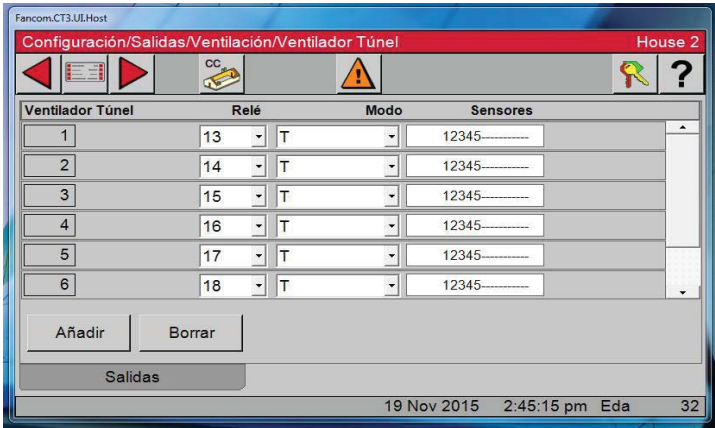 Fancom.CT3.UI.Host
Configuración/Salidas/Ventilación/Ventilador Túnel House 2
CC
?
Ventilador Túnel Relé Modo Sensores
1 13 T 12345-----------
2 14 T 12345-----------
3 15 T 12345-----------
4 16 T 12345-----------
5 17 T 12345-----------
6 18 T 12345-----------
Añadir Borrar
Salidas
19 Nov 2015 2:45:15 pm Eda 32